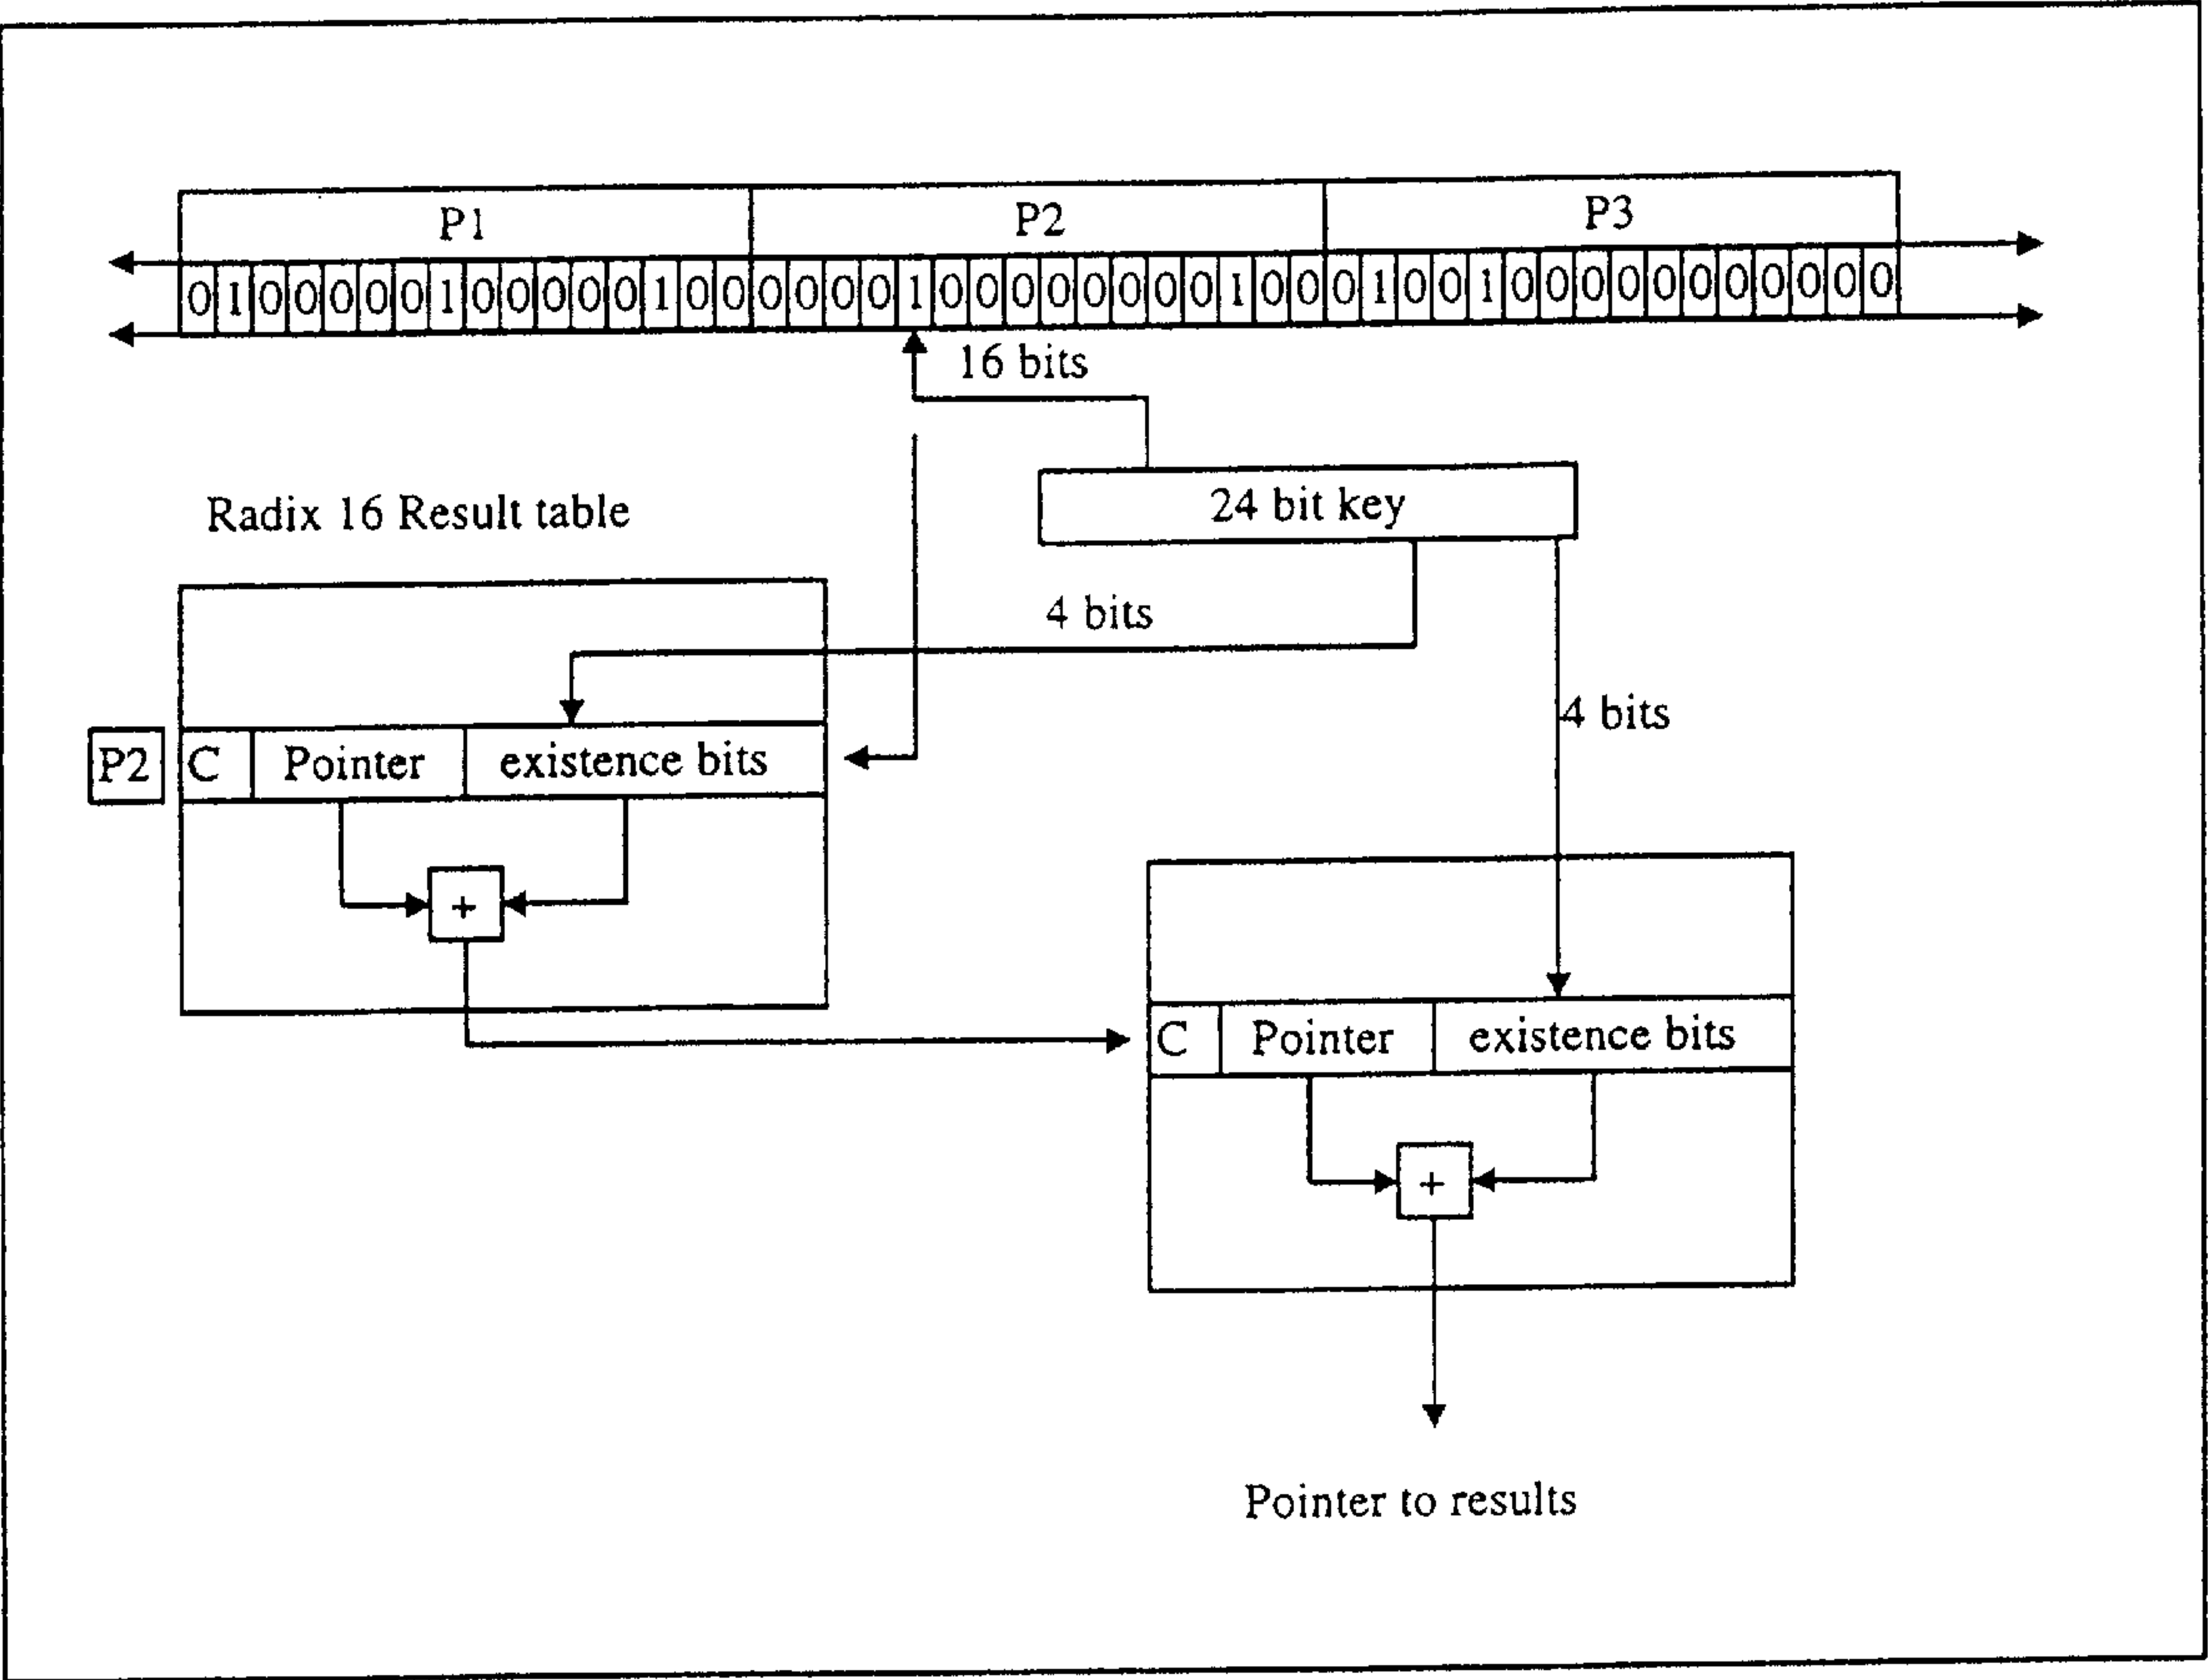 P1 P2 P3
0 1 0 0 0 0 0 1 0 0 0 0 0 1 0 0 0 0 0 0 1 0 0 0 0 0 0 0 0 1 0 0 0 1 0 0 1 0 0 0 0 0 0 0 0 0 0 0
16 bits
24 bit key
Radix 16 Result table
4 bits
4 bits
P2 C Pointer existence bits
+
C Pointer existence bits
+
Pointer to results